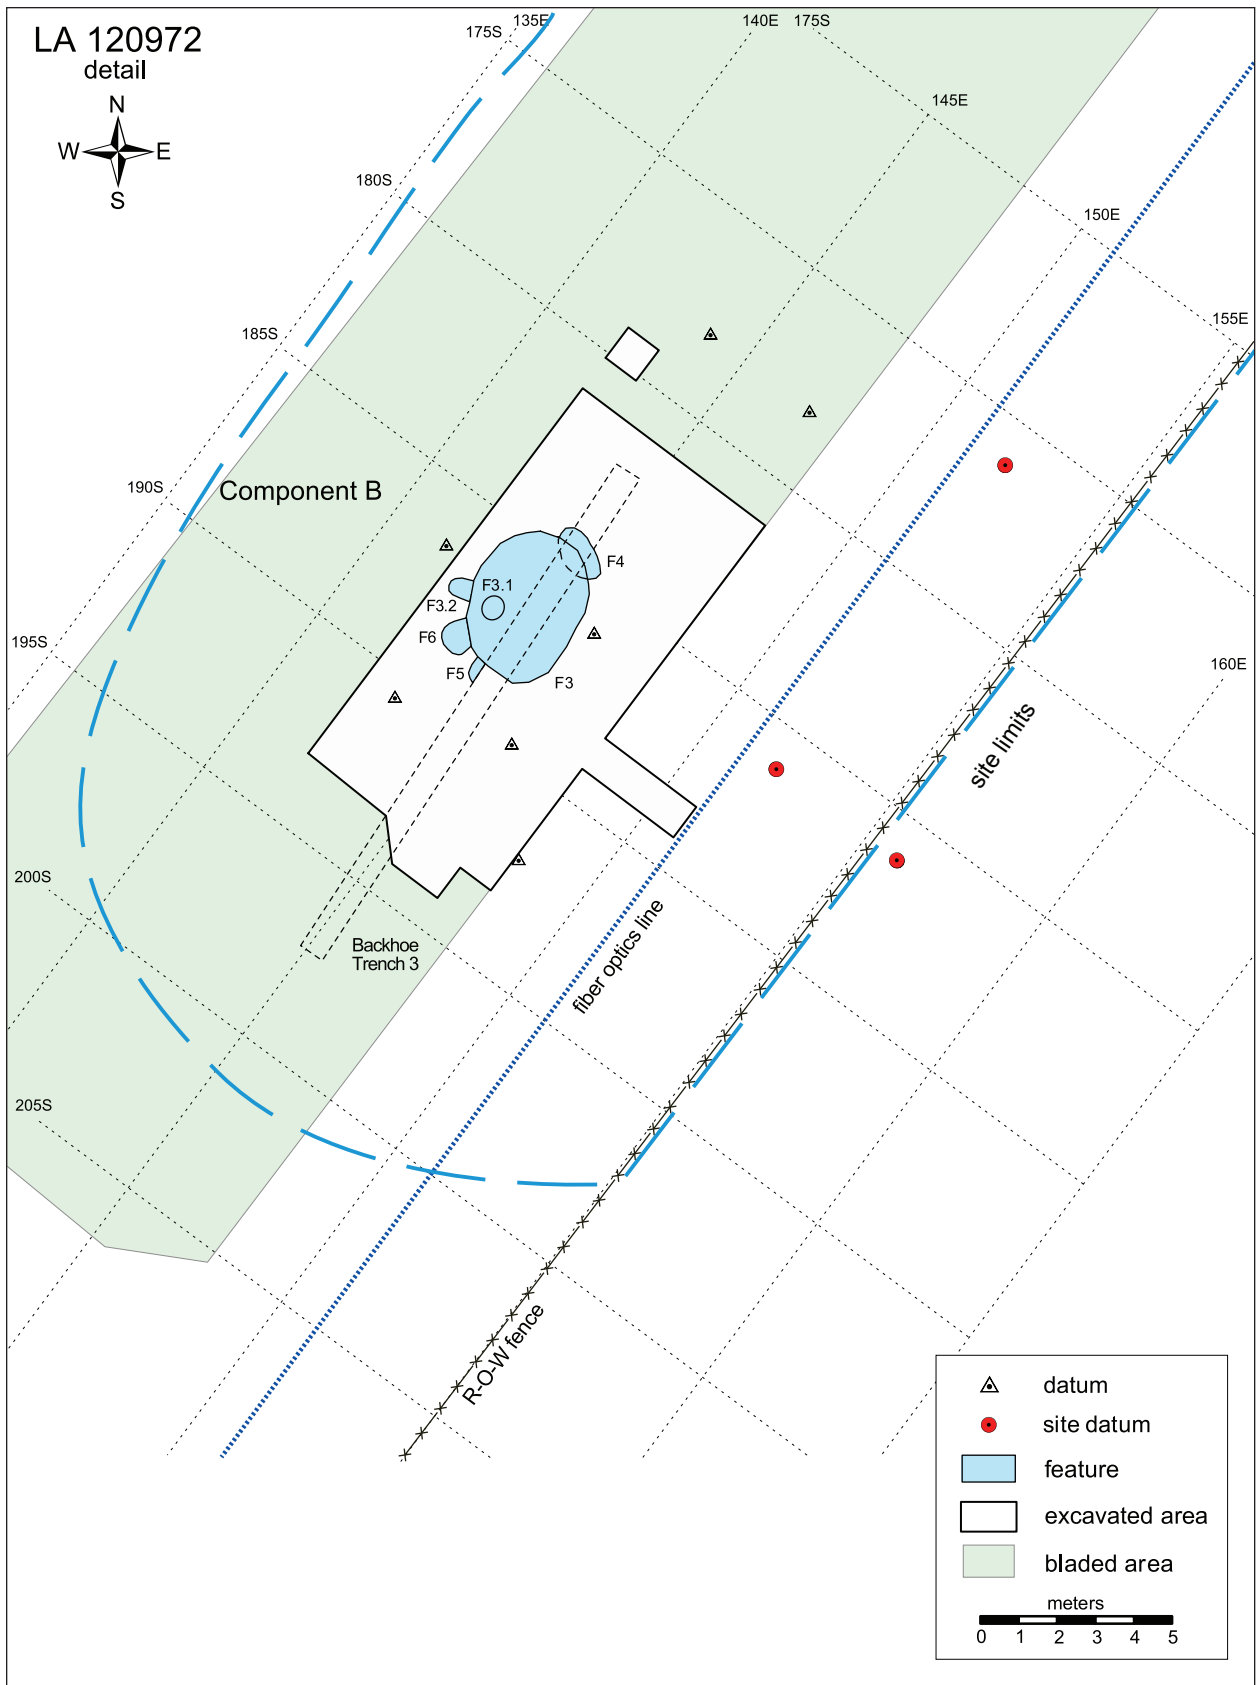 LA 120972
detail
N
W E
S
135E
175S
140E
175S
145E
180S
150E
155E
185S
190S
Component B
F4
F3.1
F3.2
F6
F5
F3
195S
160E
site limits
200S
Backhoe
Trench 3
fiber optics line
205S
R-O-W fence
datum
site datum
feature
excavated area
bladed area
meters
0 1 2 3 4 5